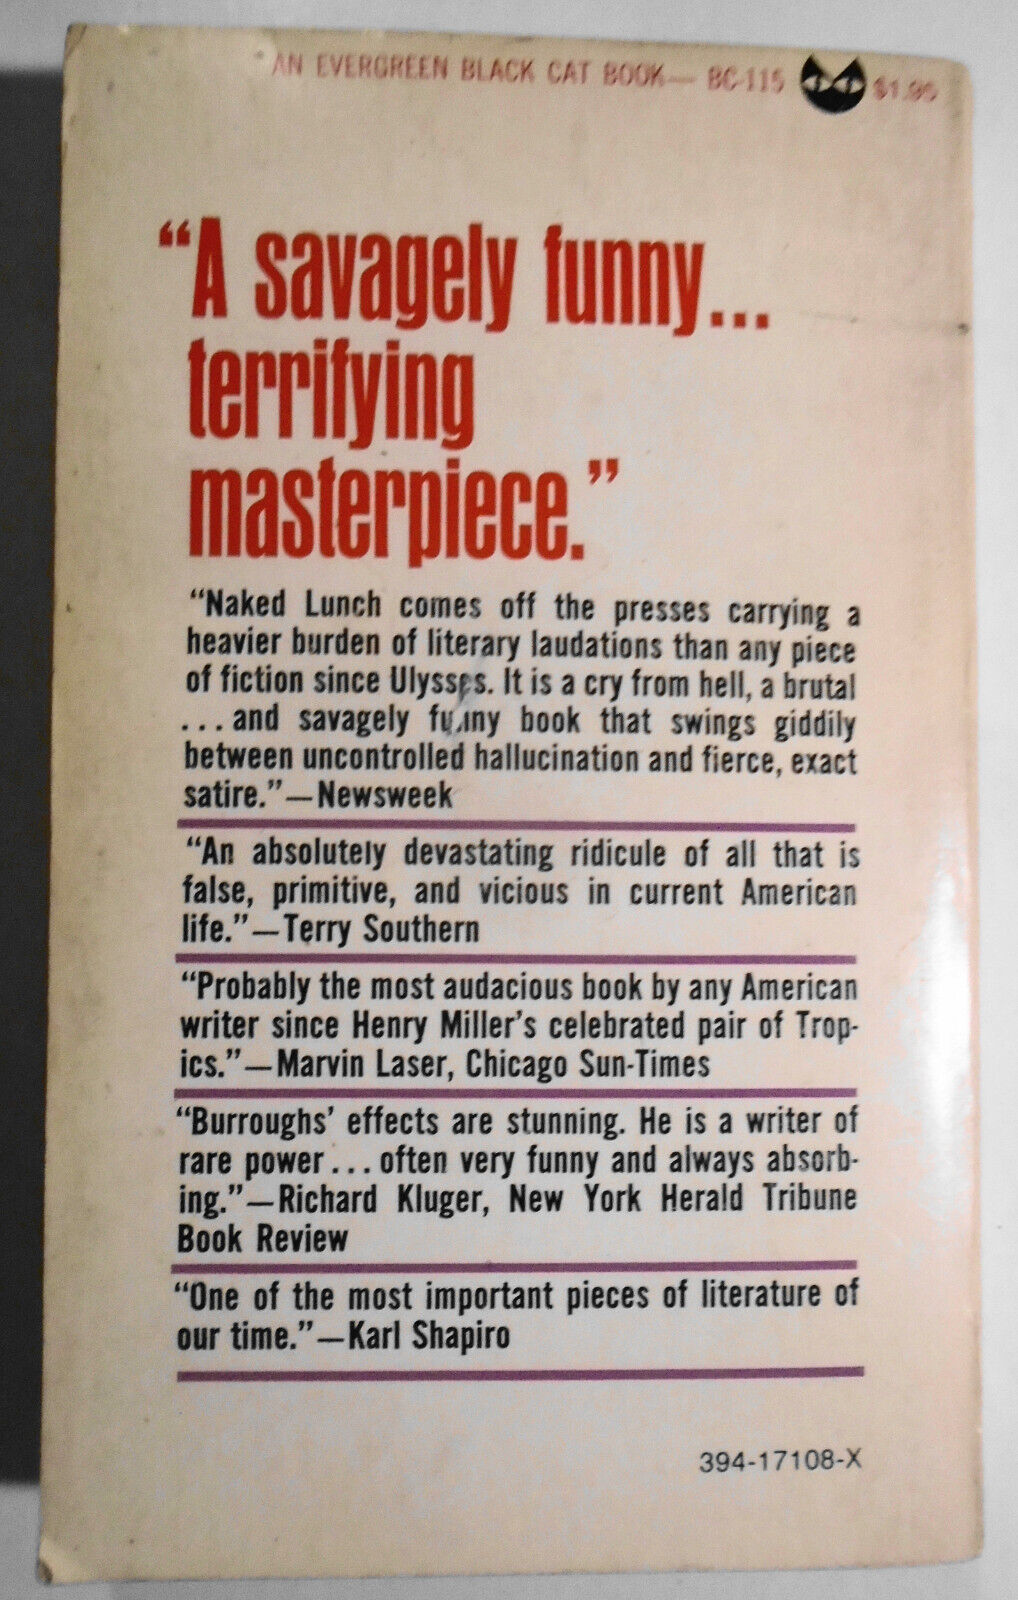 AN EVERGREEN BLACK CAT BOOK— BC-115 $1.95
“A savagely funny...
terrifying
masterpiece.”
“Naked Lunch comes off the presses carrying a
heavier burden of literary laudations than any piece
of fiction since Ulysses. It is a cry from hell, a brutal
...and savagely funny book that swings giddily
between uncontrolled hallucination and fierce, exact
satire.”—Newsweek
“An absolutely devastating ridicule of all that is
false, primitive, and vicious in current American
life.”—Terry Southern
“Probably the most audacious book by any American
writer since Henry Miller’s celebrated pair of Trop-
ics.”—Marvin Laser, Chicago Sun-Times
“Burroughs’ effects are stunning. He is a writer of
rare power...often very funny and always absorb-
ing.”—Richard Kluger, New York Herald Tribune
Book Review
“One of the most important pieces of literature of
our time.”—Karl Shapiro
394-17108-X